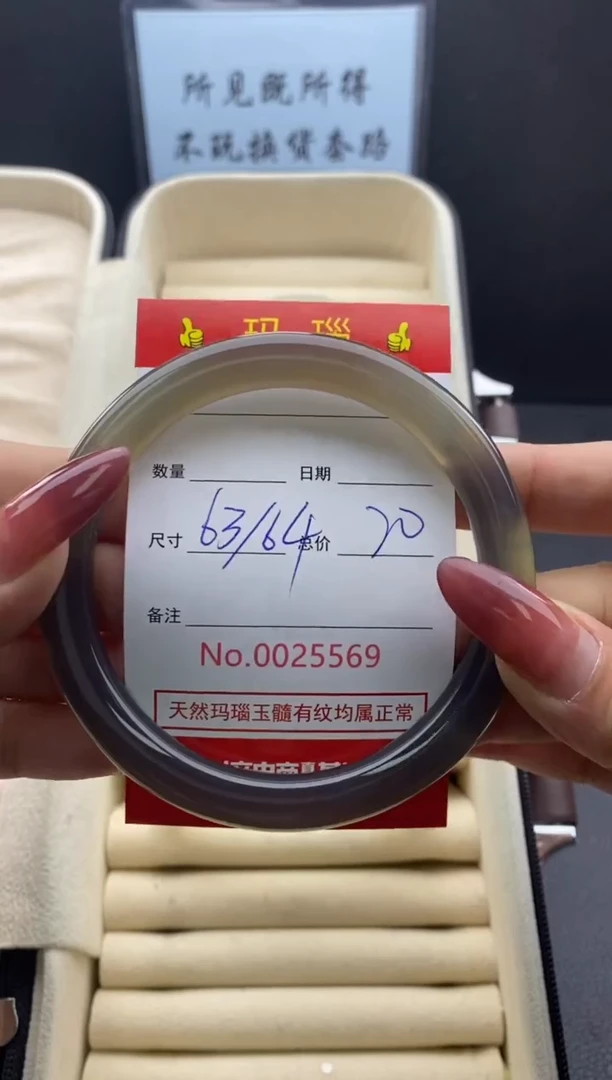 所见既所得
不玩换货套路
玛 瑙
数量 日期
尺寸 63/64 总价 20
备注
No.0025569
天然玛瑙玉髓有纹均属正常